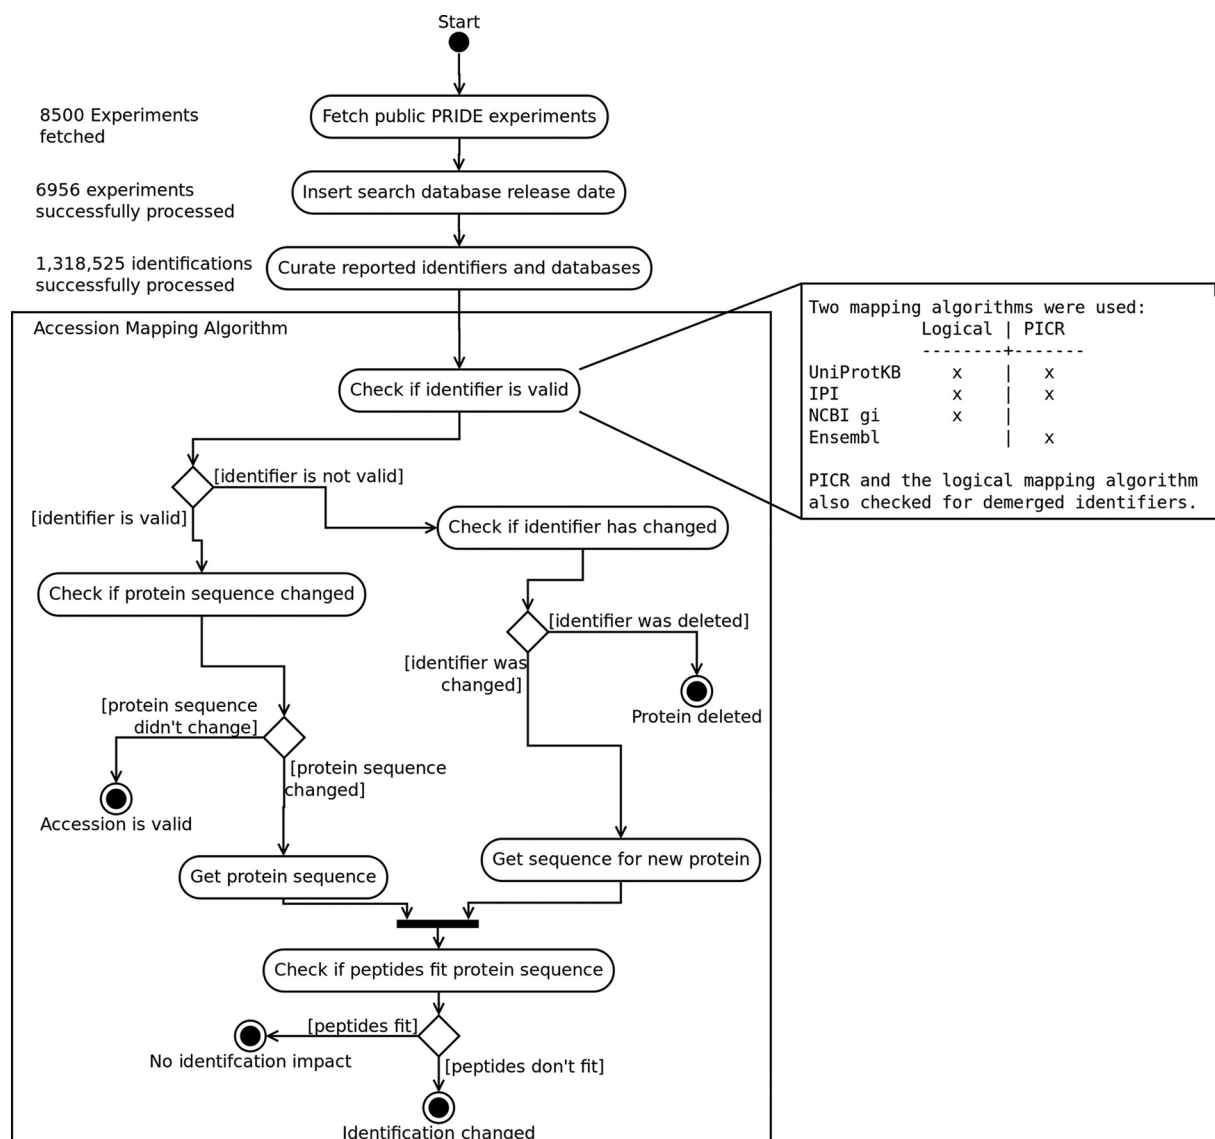 Start
8500 Experiments
fetched
Fetch public PRIDE experiments
6956 experiments
successfully processed
Insert search database release date
1,318,525 identifications
successfully processed
Curate reported identifiers and databases
Accession Mapping Algorithm
Check if identifier is valid
Two mapping algorithms were used:
Logical | PICR
--------+-------
UniProtKB x | x
IPI x | x
NCBI gi x |
Ensembl | x
PICR and the logical mapping algorithm
also checked for demerged identifiers.
[identifier is not valid]
[identifier is valid]
Check if identifier has changed
Check if protein sequence changed
[identifier was deleted]
[identifier was
changed]
Protein deleted
[protein sequence
didn't change]
[protein sequence
changed]
Accession is valid
Get sequence for new protein
Get protein sequence
Check if peptides fit protein sequence
[peptides fit]
No identifcation impact
[peptides don't fit]
Identification changed